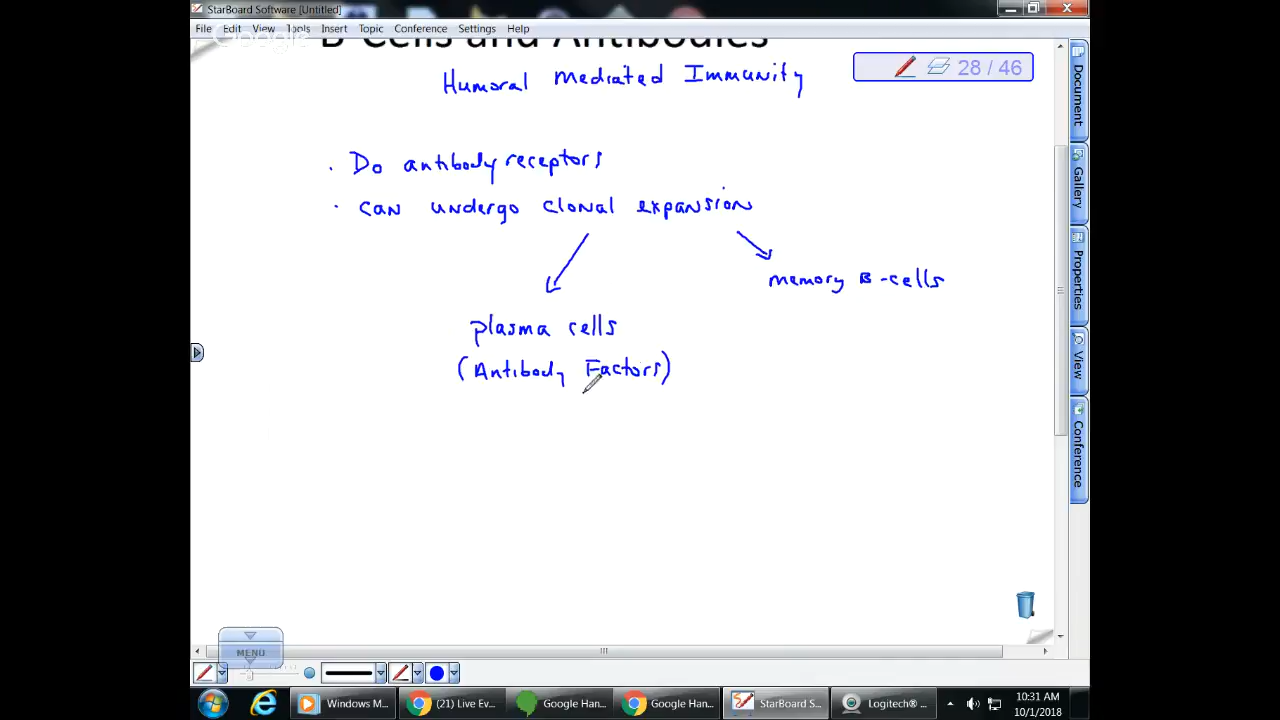 StarBoard Software [Untitled]
File Edit View Tools Insert Topic Conference Settings Help
Google
B-Cells and Antibodies
28 / 46
Humoral Mediated Immunity
· Do antibody receptors
· can undergo clonal expansion
memory B-cells
plasma cells
(Antibody Factors)
Document
Gallery
Properties
View
Conference
MENU
Windows M...
(21) Live Ev...
Google Han...
Google Han...
StarBoard S...
Logitech® ...
10:31 AM
10/1/2018